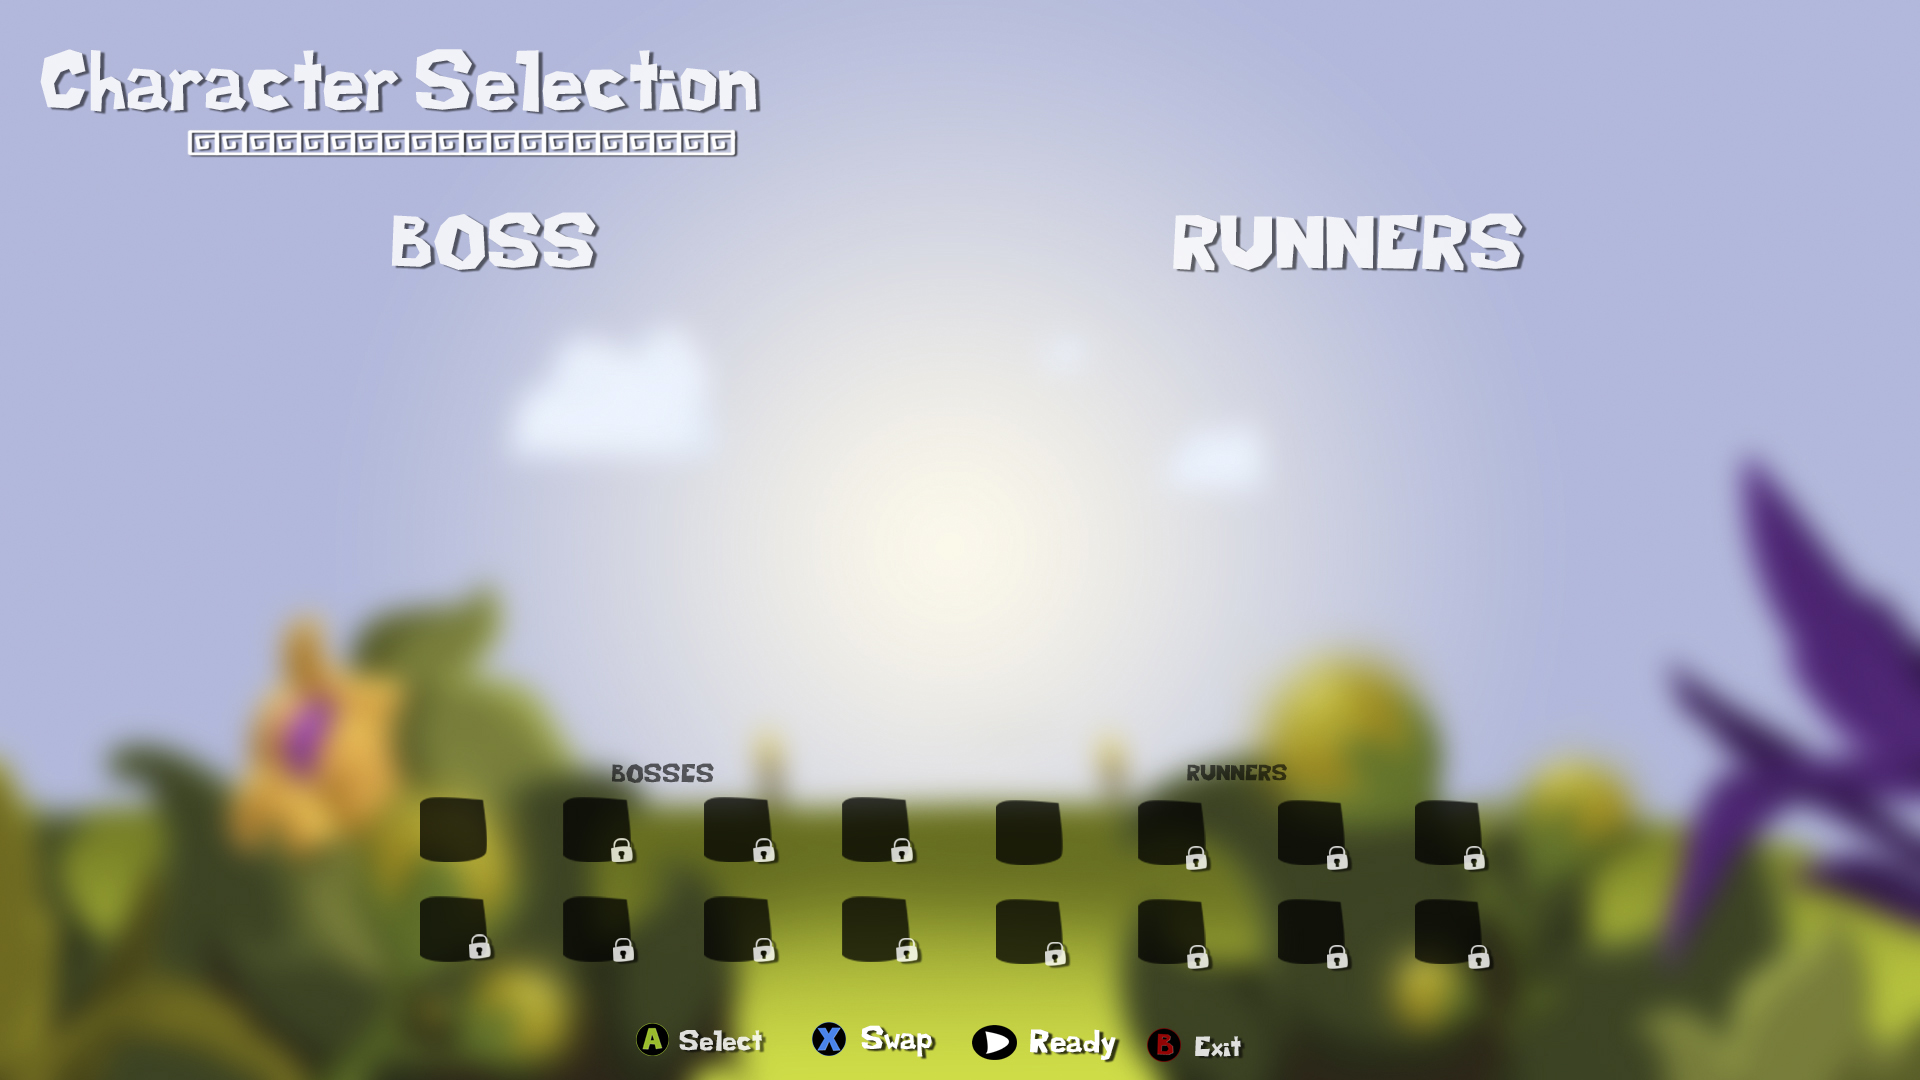 Character Selection
BOSS
RUNNERS
BOSSES
RUNNERS
A Select
X Swap
Ready
B Exit